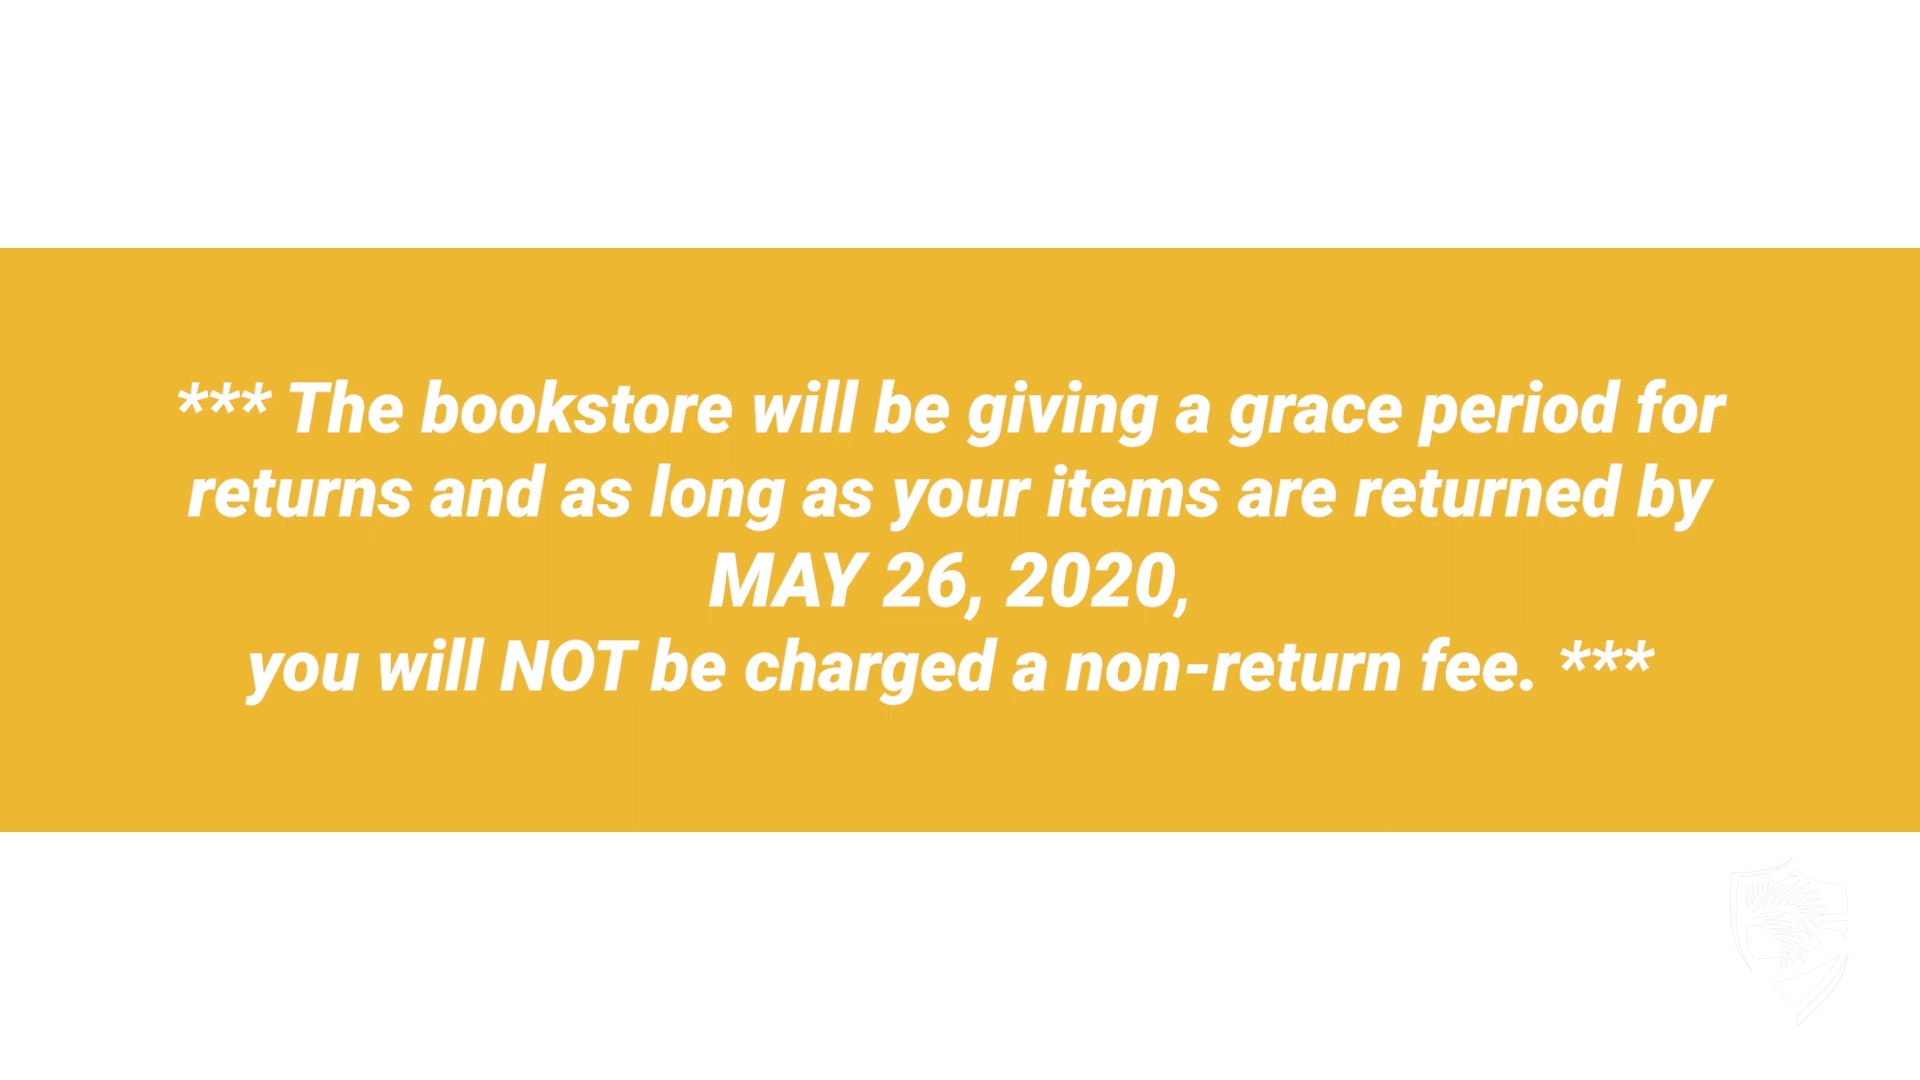 *** The bookstore will be giving a grace period for
returns and as long as your items are returned by
MAY 26, 2020,
you will NOT be charged a non-return fee. ***